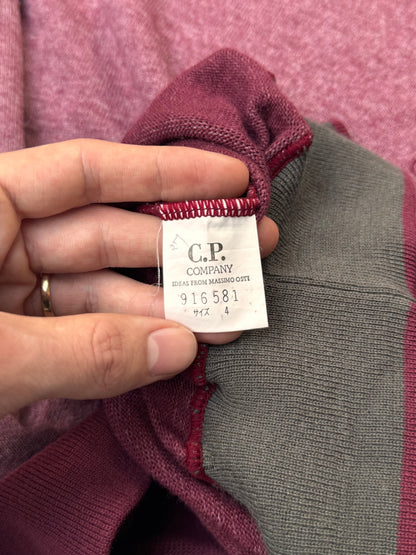 C.P.
COMPANY
IDEAS FROM MASSIMO OSTI
916581
サイズ 4